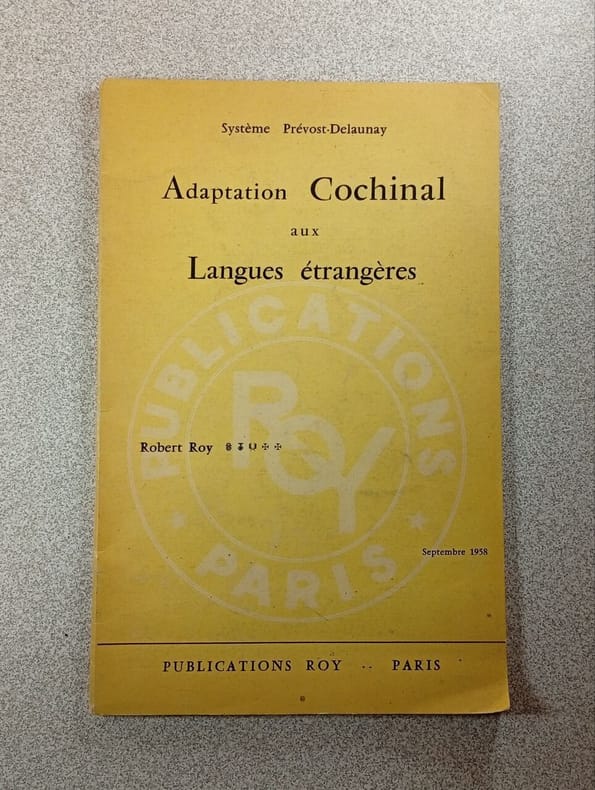 Système Prévost-Delaunay
Adaptation Cochinal
aux
Langues étrangères
PUBLICATIONS
ROY
PARIS
Robert Roy
Septembre 1958
PUBLICATIONS ROY -- PARIS